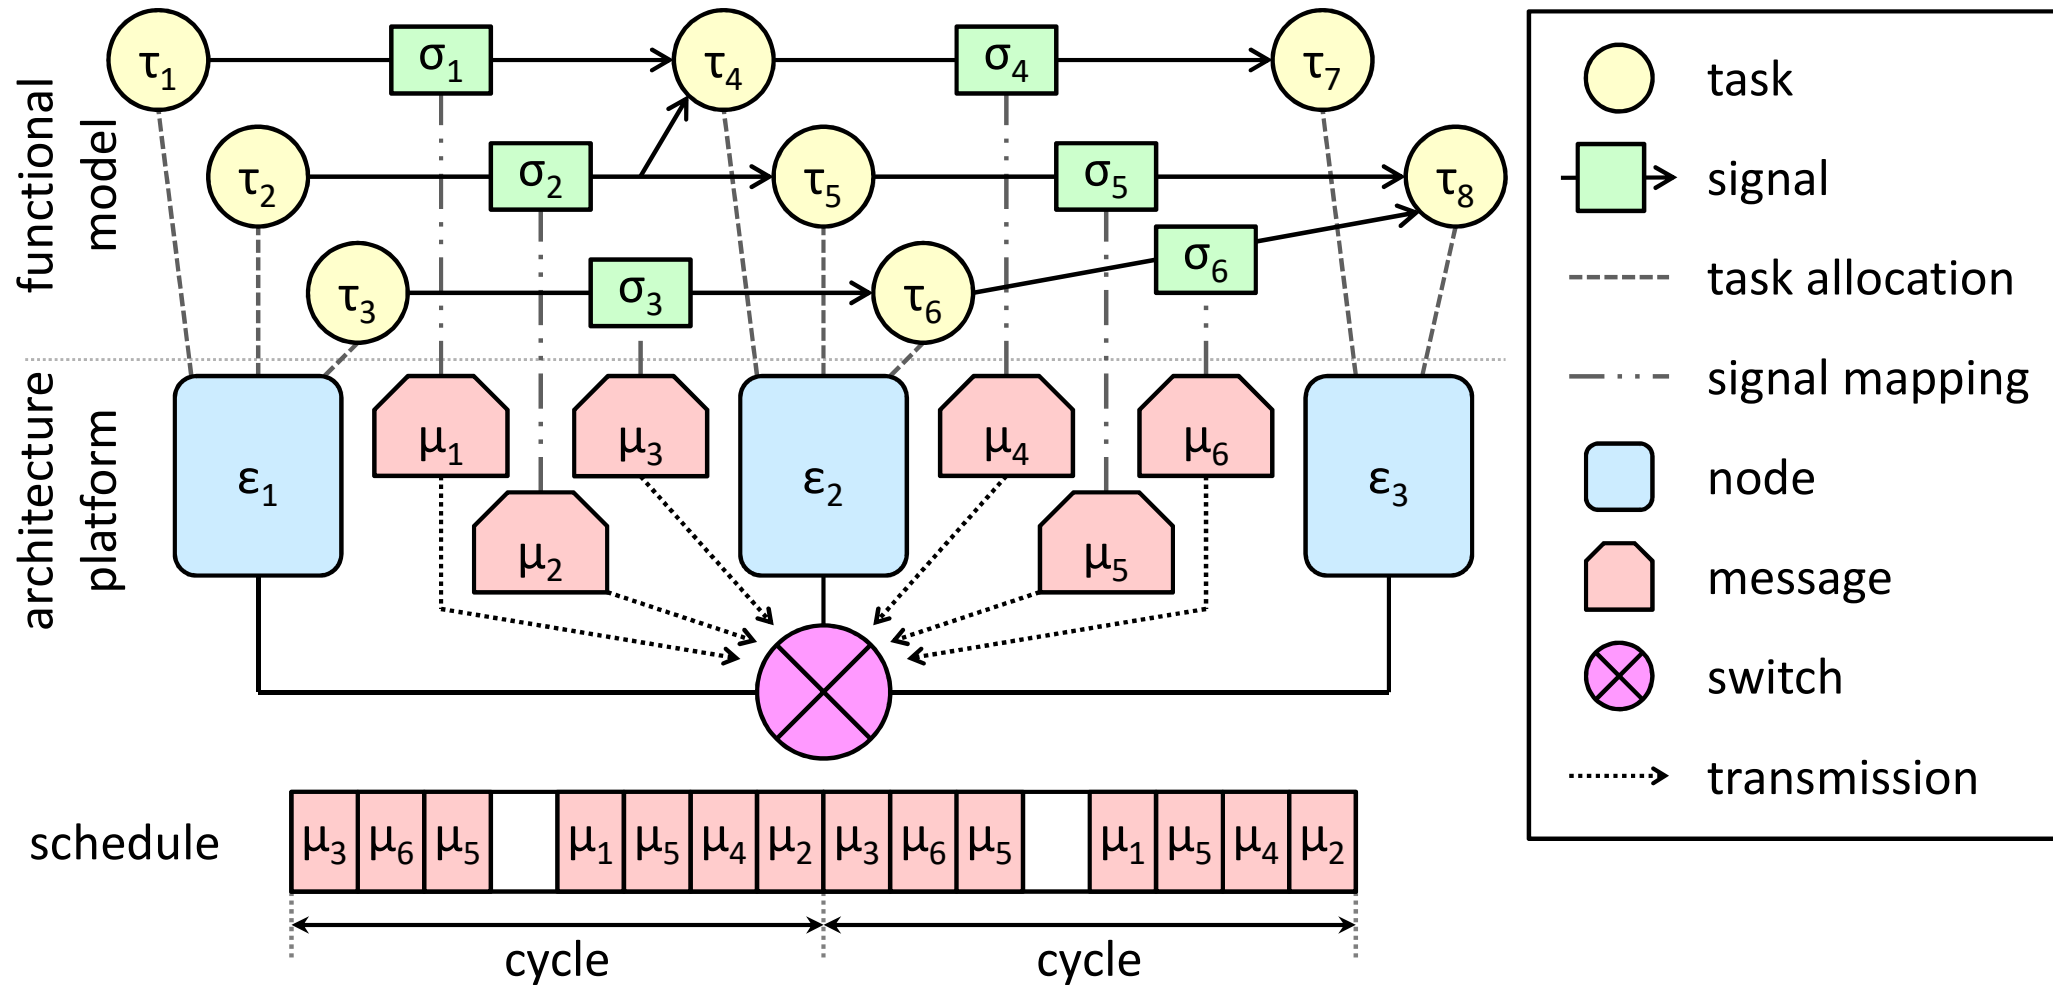 functional
model
τ1 σ1 τ4 σ4 τ7
τ2 σ2 τ5 σ5 τ8
τ3 σ3 τ6 σ6
architecture
platform
ε1 μ1 μ3 ε2 μ4 μ6 ε3
μ2 μ5
schedule
μ3 μ6 μ5 μ1 μ5 μ4 μ2 μ3 μ6 μ5 μ1 μ5 μ4 μ2
cycle cycle
task
signal
task allocation
signal mapping
node
message
switch
transmission